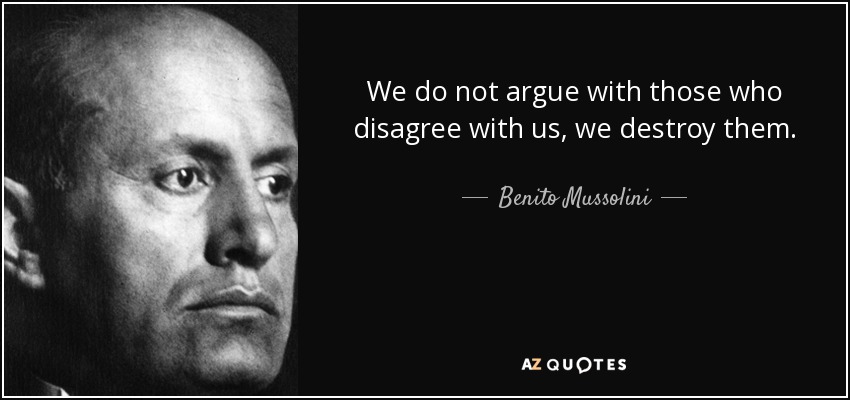 We do not argue with those who
disagree with us, we destroy them.
Benito Mussolini
AZ QUOTES